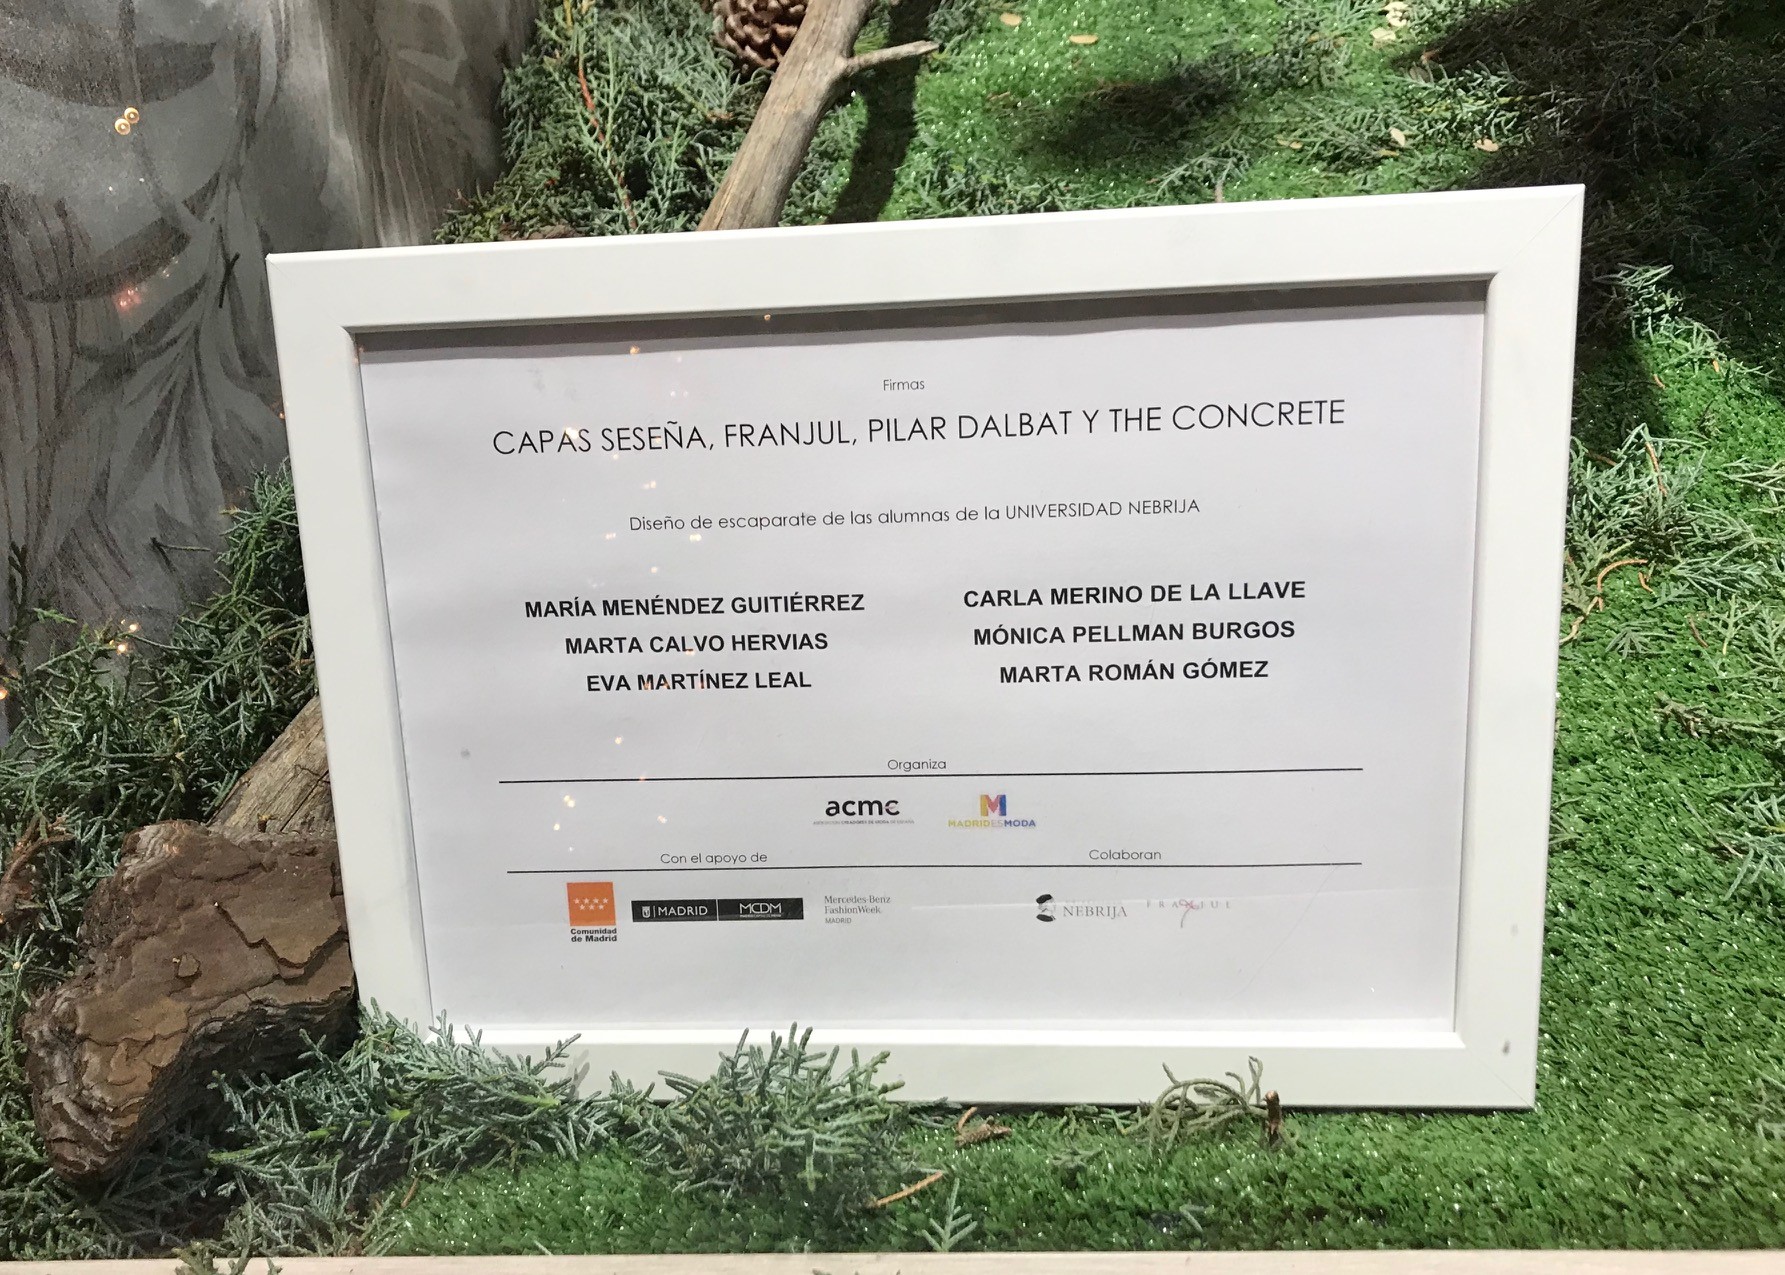 Firmas
CAPAS SESEÑA, FRANJUL, PILAR DALBAT Y THE CONCRETE
Diseño de escaparate de las alumnas de la UNIVERSIDAD NEBRIJA
MARÍA MENÉNDEZ GUITIÉRREZ
MARTA CALVO HERVIAS
EVA MARTÍNEZ LEAL
CARLA MERINO DE LA LLAVE
MÓNICA PELLMAN BURGOS
MARTA ROMÁN GÓMEZ
Organiza
acme
MADRIDESMODA
Con el apoyo de
Colaboran
Comunidad
de Madrid
MADRID
MCDM
Mercedes-Benz
FashionWeek
MADRID
NEBRIJA
FRANJUL